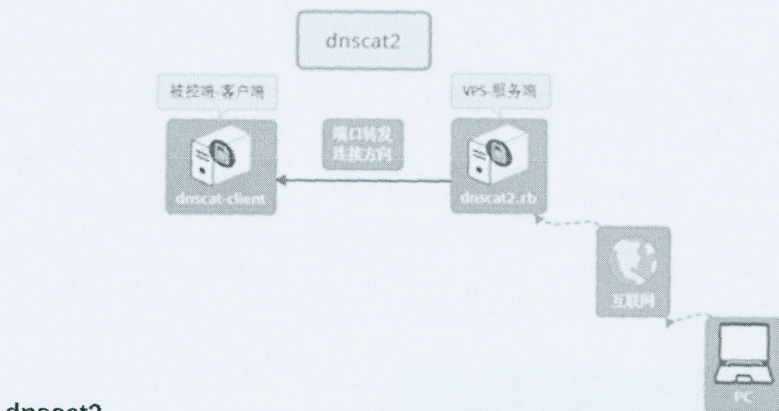 dnscat2
被控端-客户端
VPS-服务端
端口转发
连接方向
dnscat-client
dnscat2.rb
互联网
PC
dnscat2